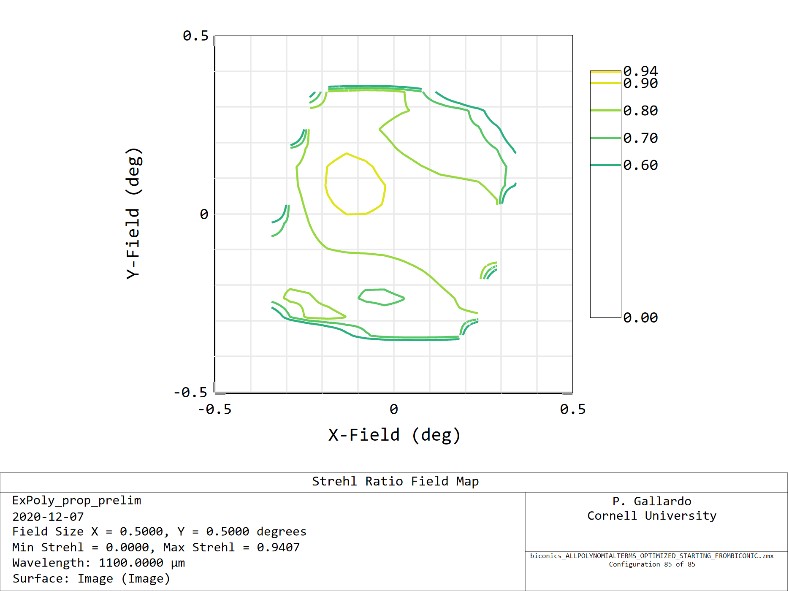 0.5
0
-0.5
Y-Field (deg)
-0.5
0
0.5
X-Field (deg)
0.94
0.90
0.80
0.70
0.60
0.00
Strehl Ratio Field Map
ExPoly_prop_prelim
2020-12-07
Field Size X = 0.5000, Y = 0.5000 degrees
Min Strehl = 0.0000, Max Strehl = 0.9407
Wavelength: 1100.0000 µm
Surface: Image (Image)
P. Gallardo
Cornell University
biconics_ALLPOLYNOMIALTERMS_OPTIMIZED_STARTING_FROMBICONIC.zmx
Configuration 85 of 85